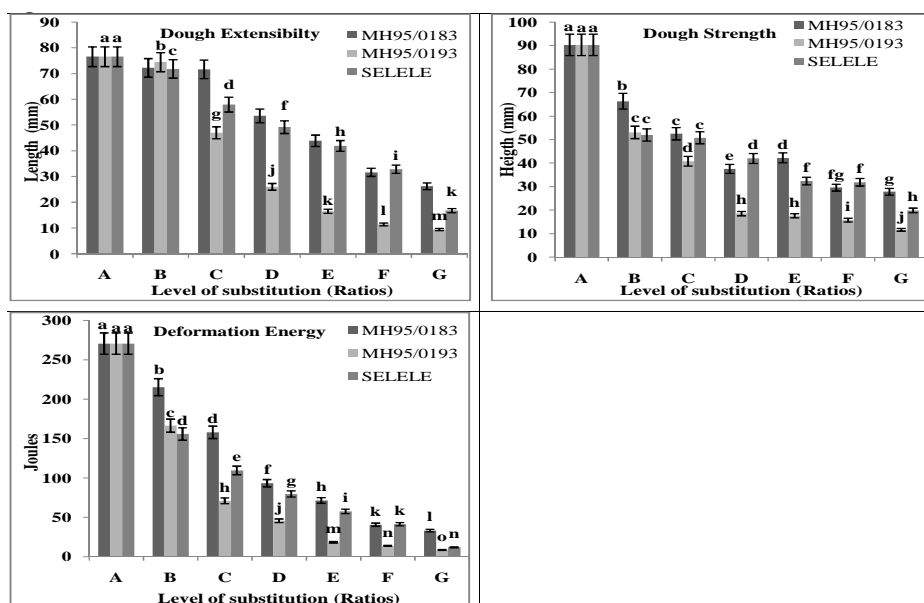 Dough Extensibilty
MH95/0183
MH95/0193
SELELE
Length (mm)
90
80
70
60
50
40
30
20
10
0
a a
b c
g d
j f
k h
l i
m k
A B C D E F G
Level of substitution (Ratios)
Dough Strength
MH95/0183
MH95/0193
SELELE
Heigth (mm)
100
90
80
70
60
50
40
30
20
10
0
a a a
b c c
c d c
e h d
e h f
fg i f
g j h
A B C D E F G
Level of substitution (Ratios)
Deformation Energy
MH95/0183
MH95/0193
SELELE
Joules
300
250
200
150
100
50
0
a a a
b c d
d h e
f j g
h m i
k n k
l o n
A B C D E F G
Level of substitution (Ratios)